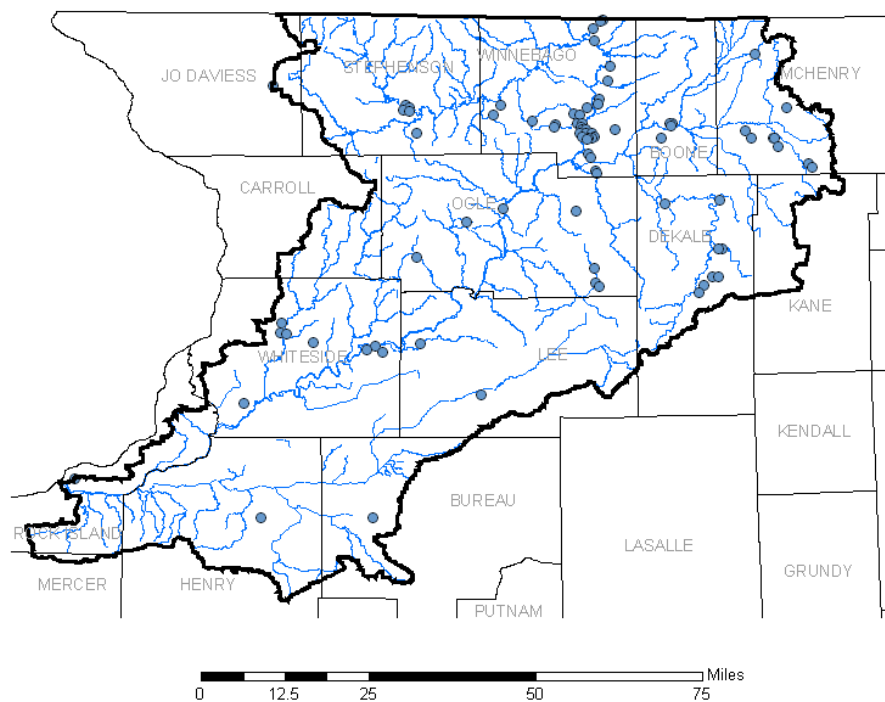 JO DAVIESS
STEPHENSON
WINNEBAGO
MCHENRY
BOONE
CARROLL
OGLE
DEKALB
KANE
WHITESIDE
LEE
KENDALL
BUREAU
ROCK ISLAND
LASALLE
GRUNDY
MERCER
HENRY
PUTNAM
Miles
0 12.5 25 50 75